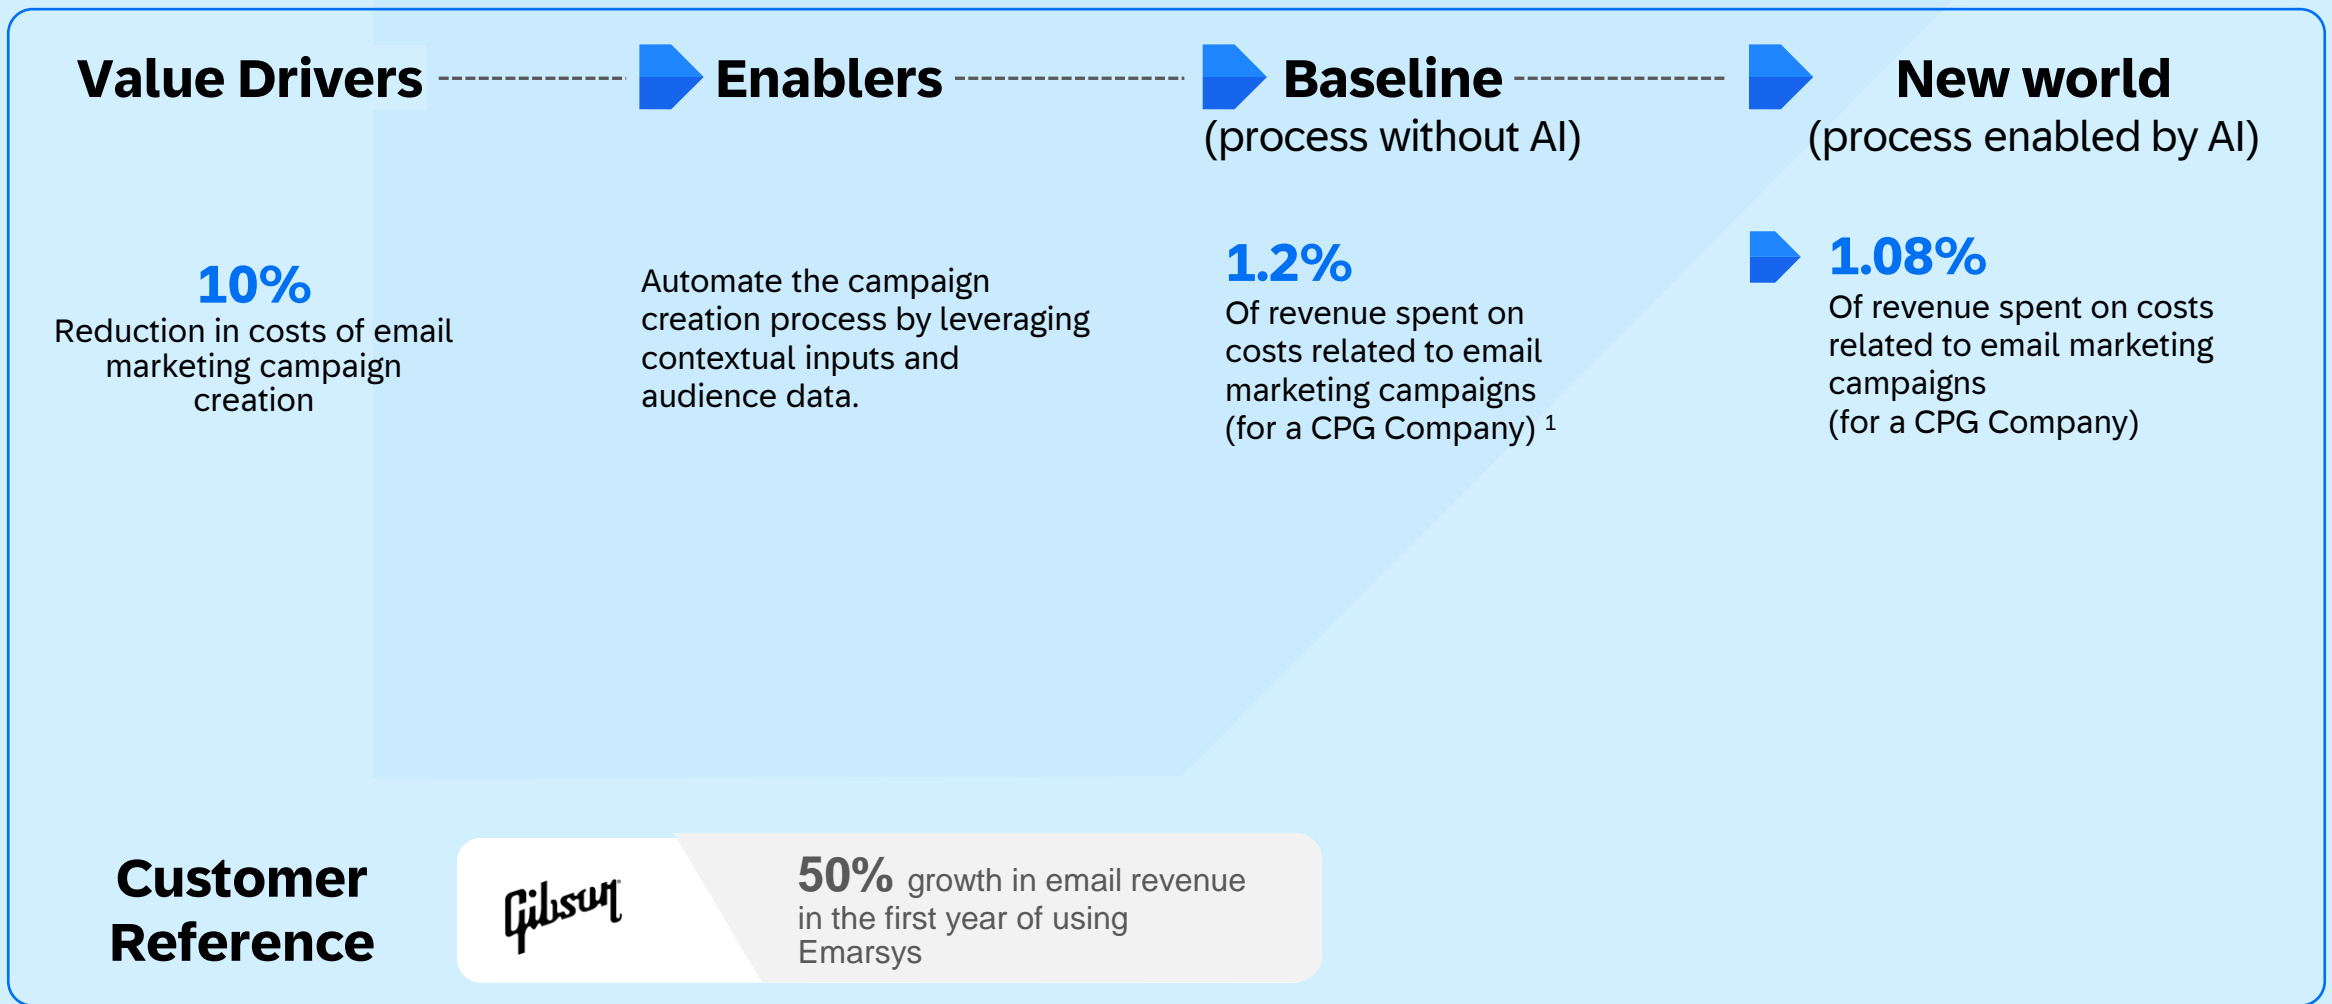 Value Drivers
Enablers
Baseline
(process without AI)
New world
(process enabled by AI)
10%
Reduction in costs of email
marketing campaign
creation
Automate the campaign
creation process by leveraging
contextual inputs and
audience data.
1.2%
Of revenue spent on
costs related to email
marketing campaigns
(for a CPG Company) 1
1.08%
Of revenue spent on costs
related to email marketing
campaigns
(for a CPG Company)
Customer
Reference
Gibson
50% growth in email revenue
in the first year of using
Emarsys